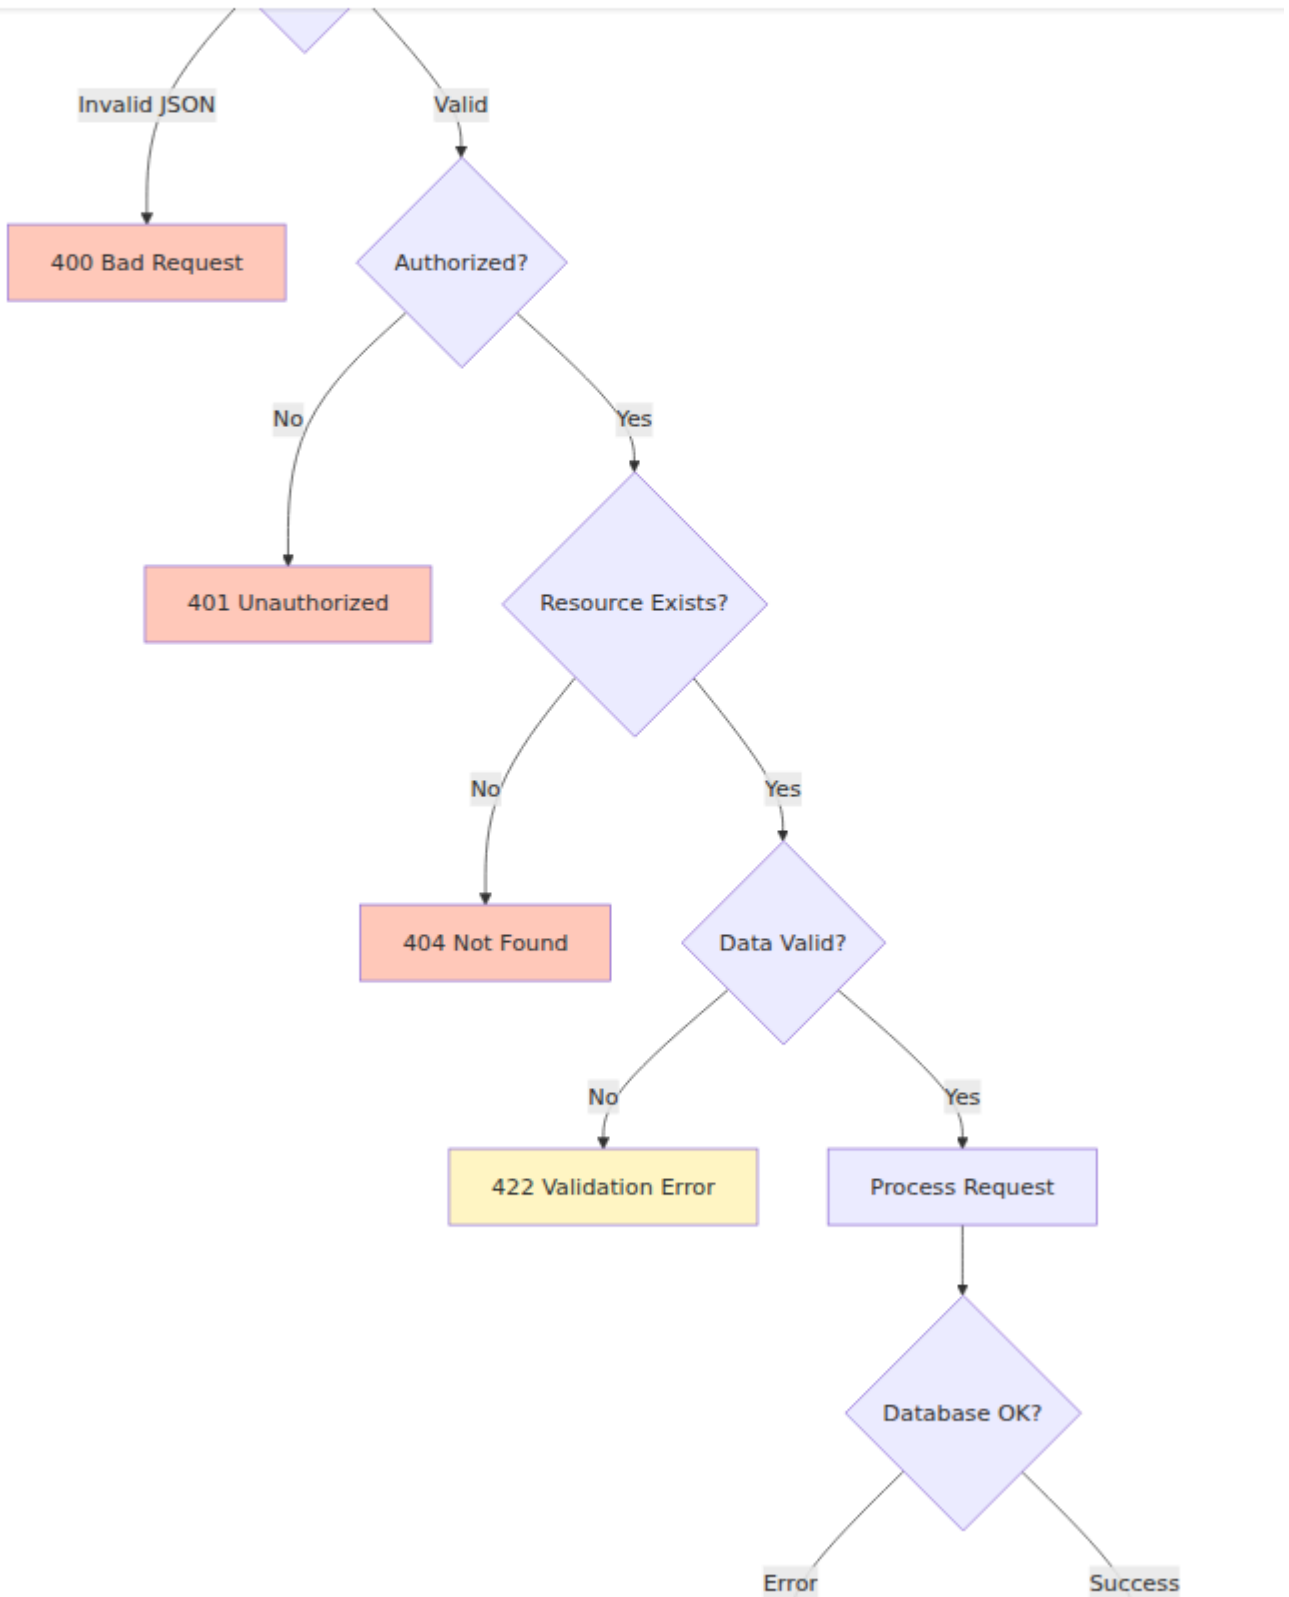 Invalid JSON
Valid
400 Bad Request
Authorized?
No
Yes
401 Unauthorized
Resource Exists?
No
Yes
404 Not Found
Data Valid?
No
Yes
422 Validation Error
Process Request
Database OK?
Error
Success